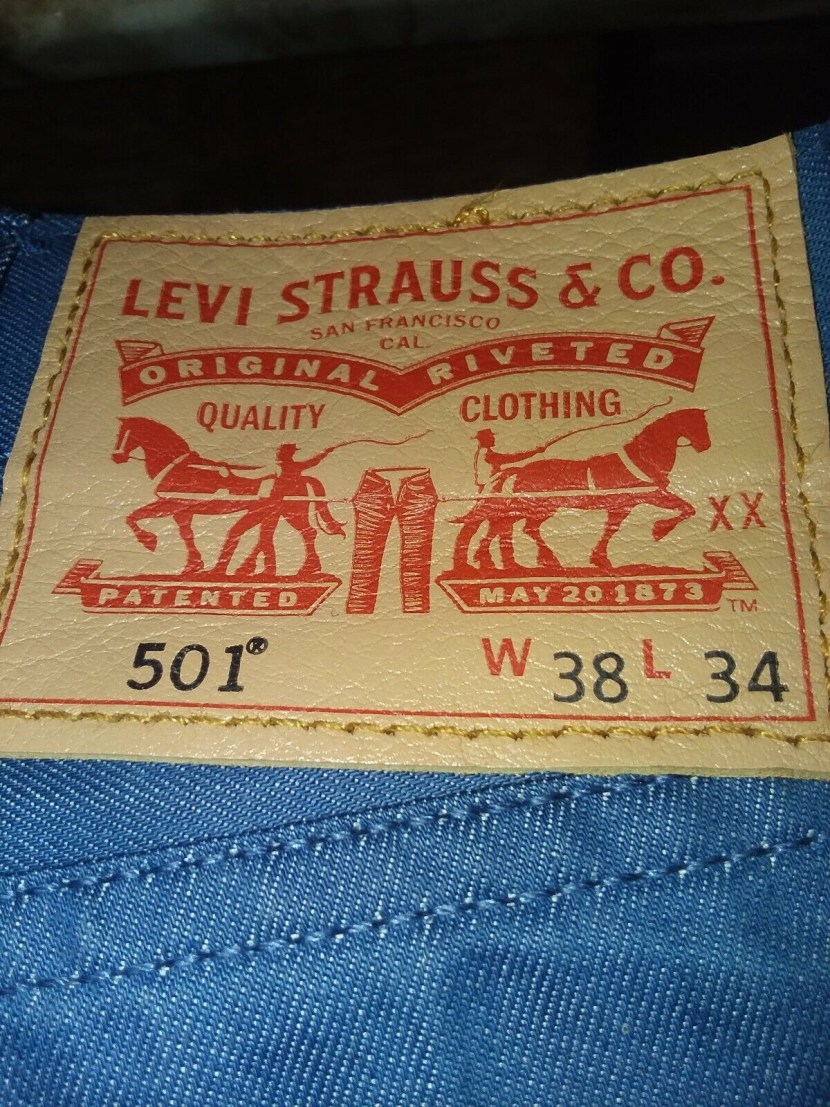 LEVI STRAUSS & CO.
SAN FRANCISCO
CAL.
ORIGINAL RIVETED
QUALITY CLOTHING
XX
PATENTED MAY 20 1873 TM
501® W 38 L 34